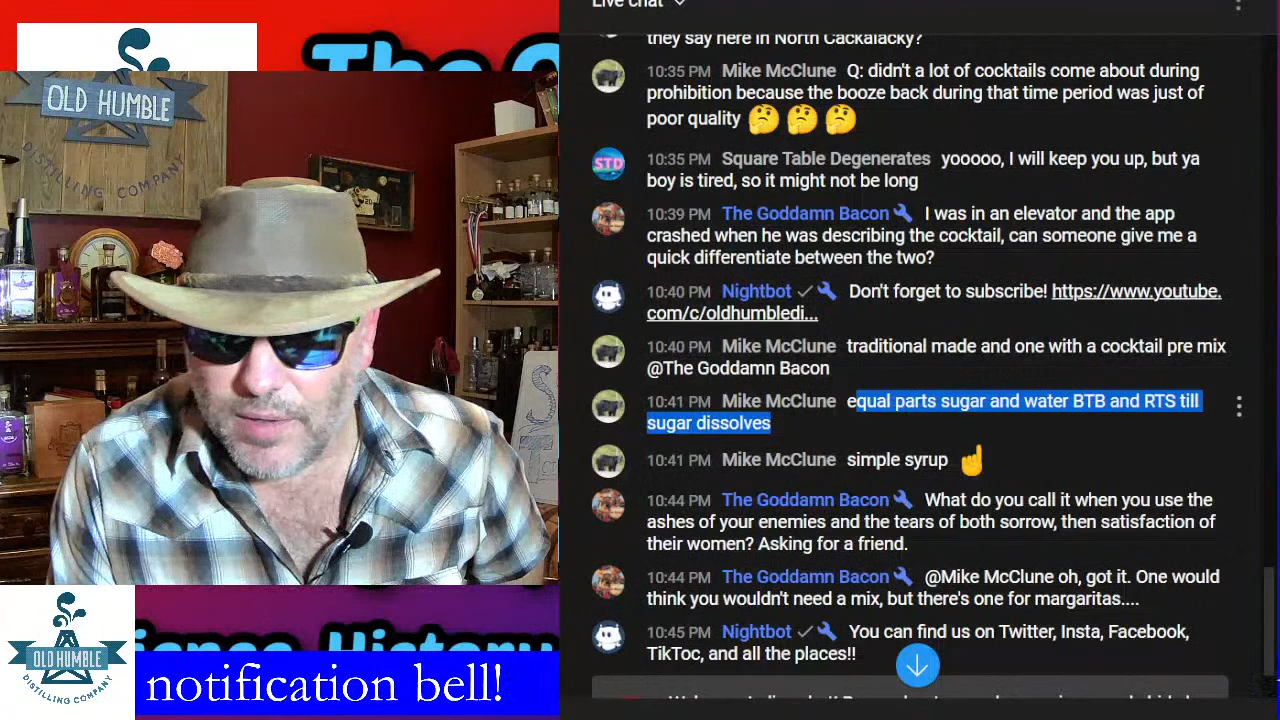 Live chat
they say here in North Cackalacky?
10:35 PM Mike McClune Q: didn't a lot of cocktails come about during
prohibition because the booze back during that time period was just of
poor quality 🤔 🤔 🤔
STD
10:35 PM Square Table Degenerates yooooo, I will keep you up, but ya
boy is tired, so it might not be long
10:39 PM The Goddamn Bacon I was in an elevator and the app
crashed when he was describing the cocktail, can someone give me a
quick differentiate between the two?
10:40 PM Nightbot Don't forget to subscribe! https://www.youtube.
com/c/oldhumbledi...
10:40 PM Mike McClune traditional made and one with a cocktail pre mix
@The Goddamn Bacon
10:41 PM Mike McClune equal parts sugar and water BTB and RTS till
sugar dissolves
10:41 PM Mike McClune simple syrup ☝️
10:44 PM The Goddamn Bacon What do you call it when you use the
ashes of your enemies and the tears of both sorrow, then satisfaction of
their women? Asking for a friend.
10:44 PM The Goddamn Bacon @Mike McClune oh, got it. One would
think you wouldn't need a mix, but there's one for margaritas....
10:45 PM Nightbot You can find us on Twitter, Insta, Facebook,
TikToc, and all the places!!
The
OLD HUMBLE
DISTILLING COMPANY
OLD HUMBLE
DISTILLING COMPANY
History
notification bell!